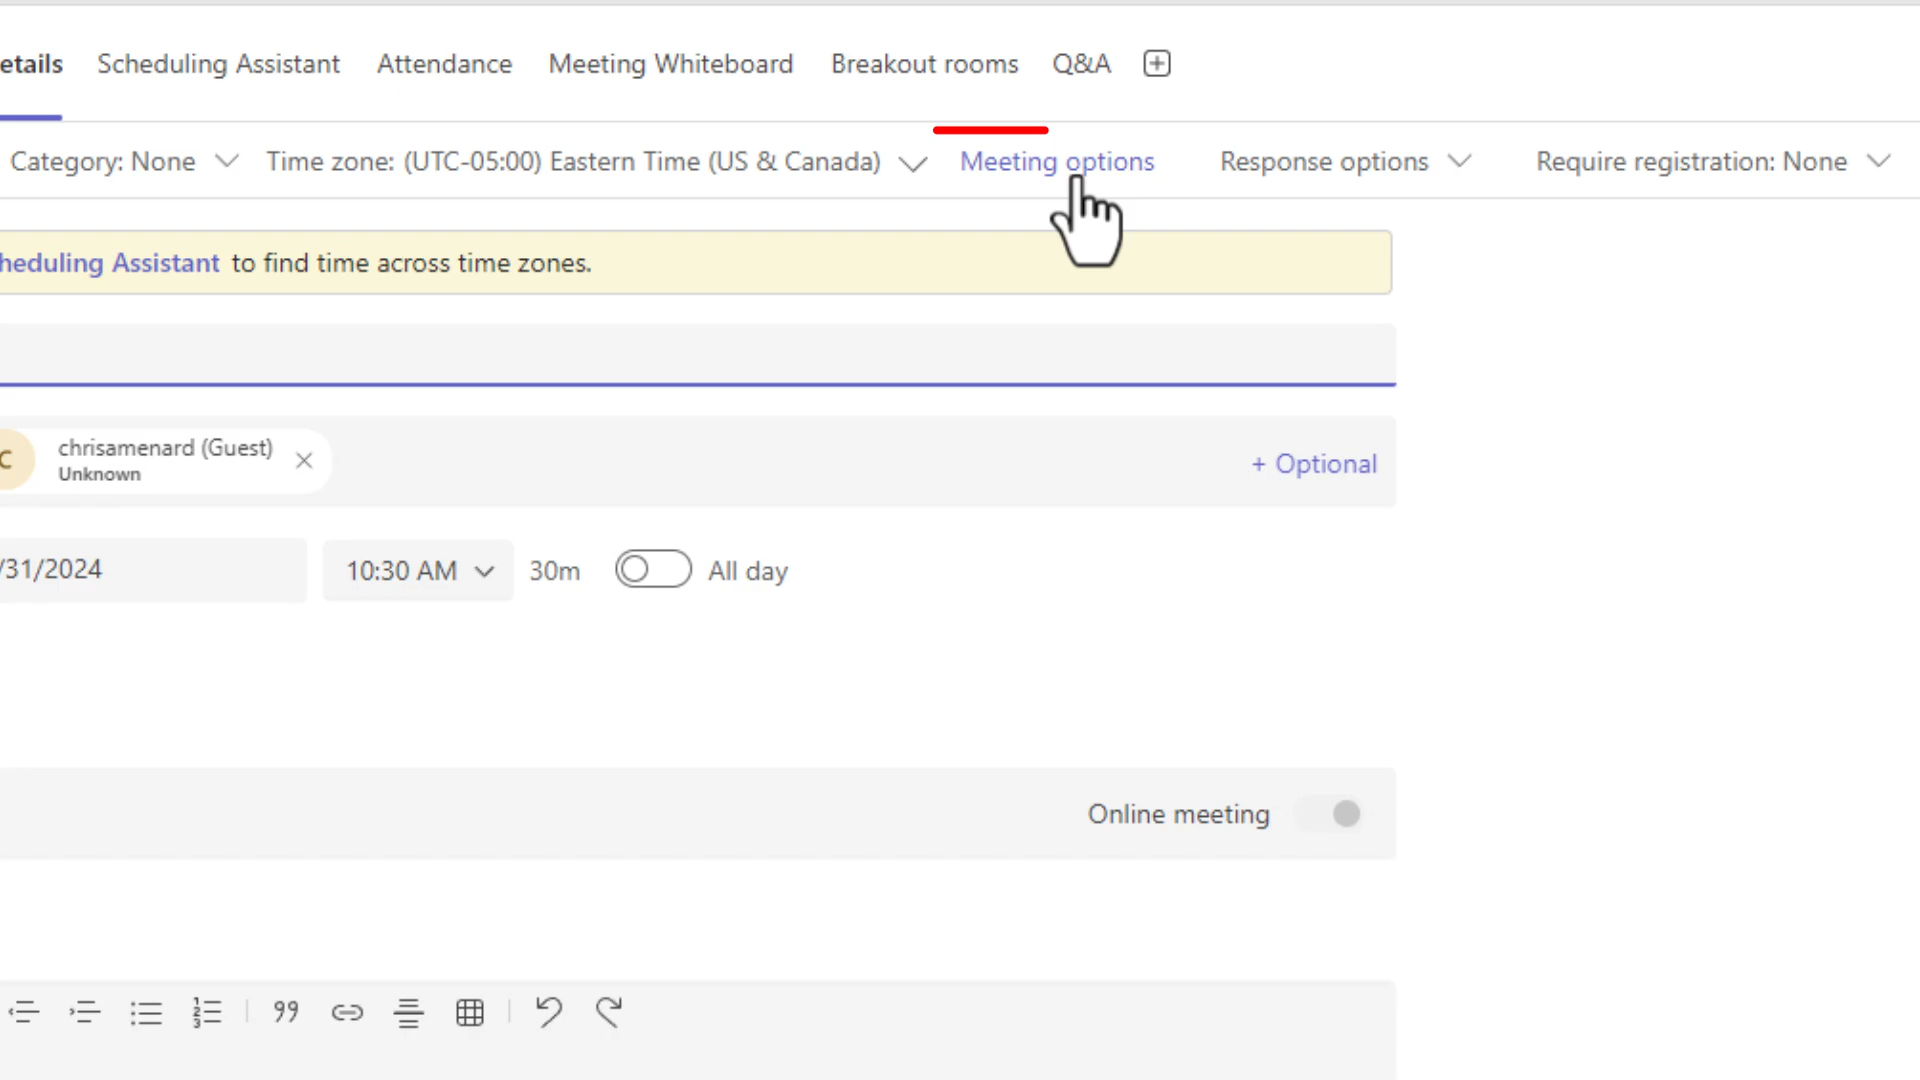 etails Scheduling Assistant Attendance Meeting Whiteboard Breakout rooms Q&A
Category: None Time zone: (UTC-05:00) Eastern Time (US & Canada) Meeting options Response options Require registration: None
heduling Assistant to find time across time zones.
C chrisamenard (Guest)
Unknown
+ Optional
/31/2024 10:30 AM 30m All day
Online meeting